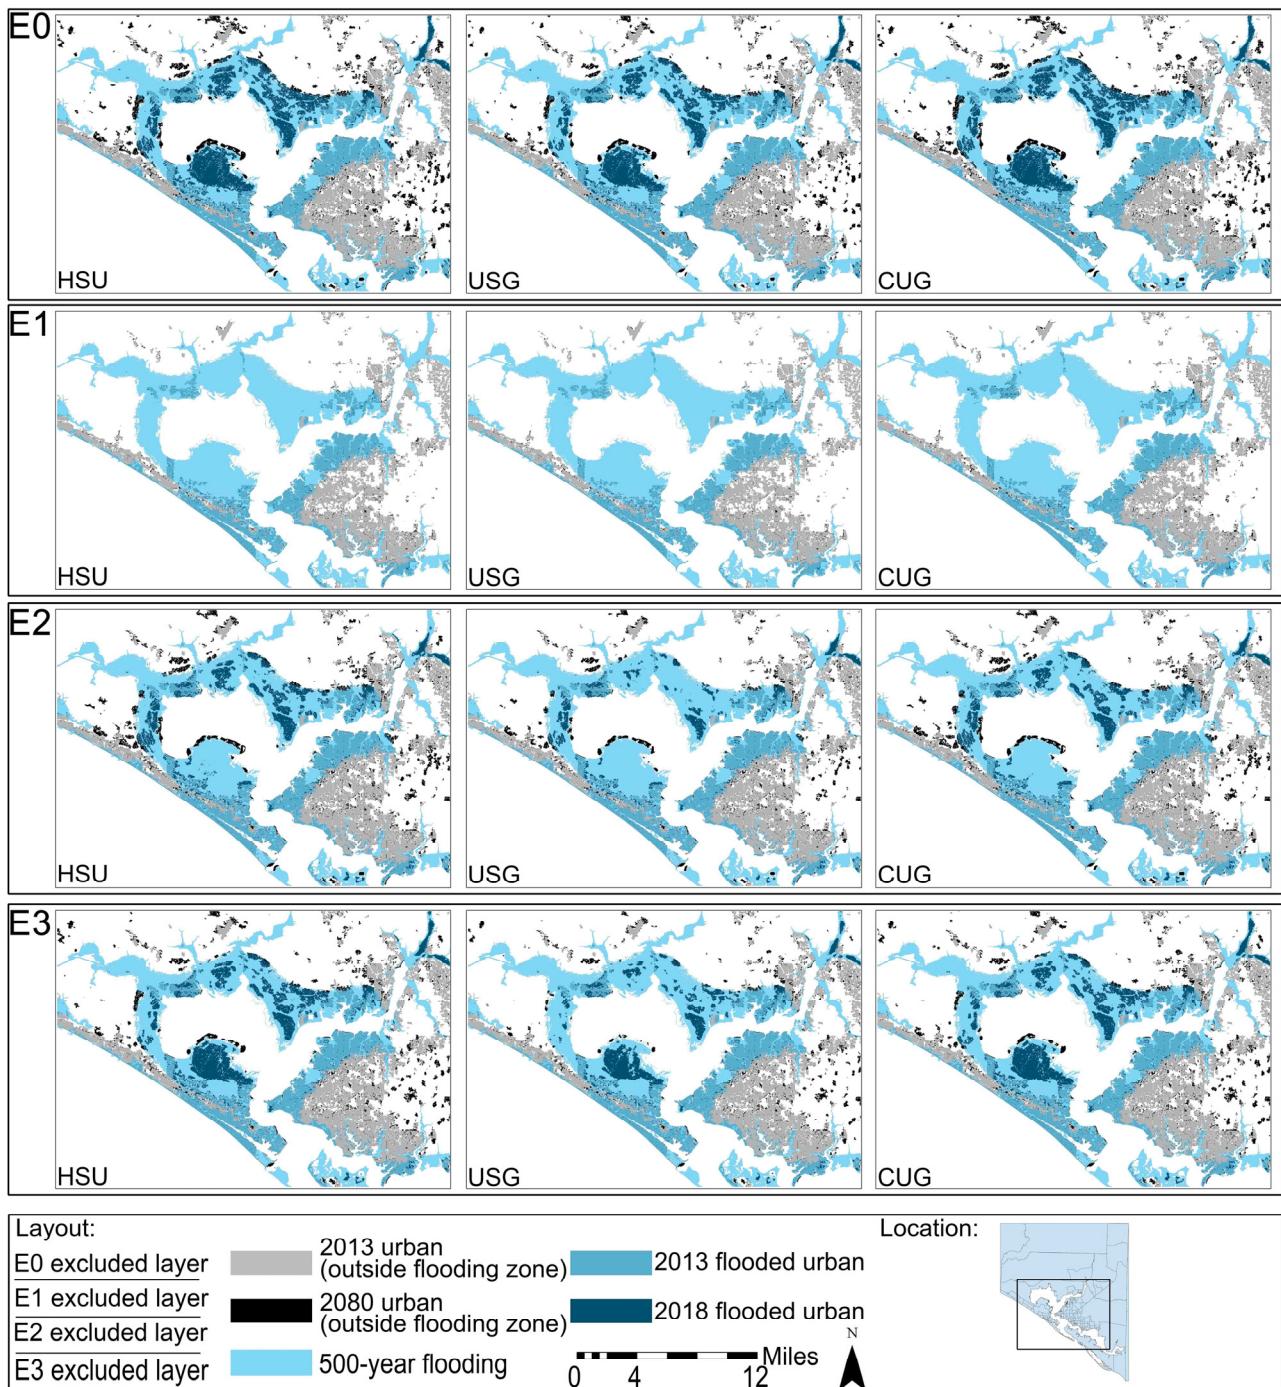 E0
HSU
USG
CUG
E1
HSU
USG
CUG
E2
HSU
USG
CUG
E3
HSU
USG
CUG
Layout:
E0 excluded layer
E1 excluded layer
E2 excluded layer
E3 excluded layer
2013 urban
(outside flooding zone)
2080 urban
(outside flooding zone)
500-year flooding
2013 flooded urban
2018 flooded urban
Miles
0 4 12
N
Location: